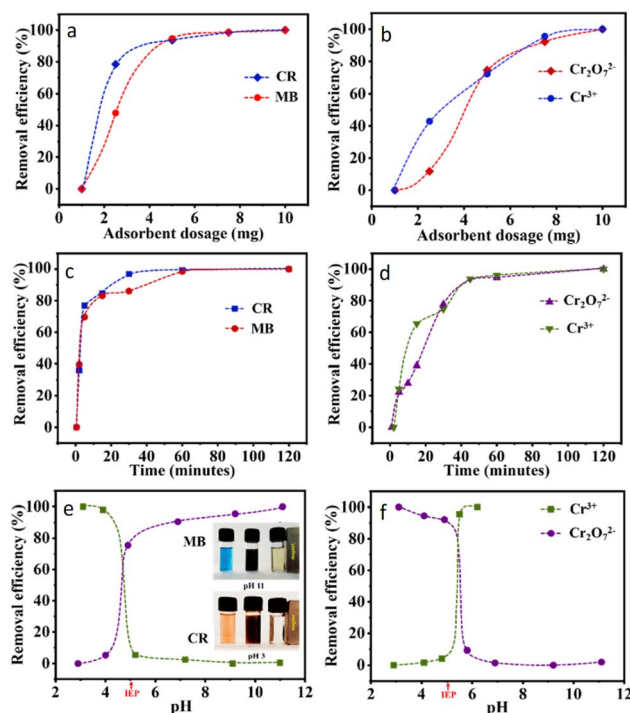 a
Removal efficiency (%)
100
80
60
40
20
0
CR
MB
0 2 4 6 8 10
Adsorbent dosage (mg)
b
Removal efficiency (%)
100
80
60
40
20
0
Cr₂O₇²⁻
Cr³⁺
0 2 4 6 8 10
Adsorbent dosage (mg)
c
Removal efficiency (%)
100
80
60
40
20
0
CR
MB
0 20 40 60 80 100 120
Time (minutes)
d
Removal efficiency (%)
100
80
60
40
20
0
Cr₂O₇²⁻
Cr³⁺
0 20 40 60 80 100 120
Time (minutes)
e
Removal efficiency (%)
100
80
60
40
20
0
MB
pH 11
CR
pH 3
2 4 6 8 10 12
IEP
pH
f
Removal efficiency (%)
100
80
60
40
20
0
Cr³⁺
Cr₂O₇²⁻
2 4 6 8 10 12
IEP
pH